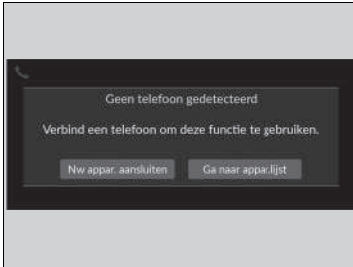 Geen telefoon gedetecteerd
Verbind een telefoon om deze functie te gebruiken.
Nw appar. aansluiten
Ga naar appar.lijst